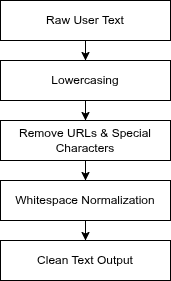 Raw User Text
Lowercasing
Remove URLs & Special
Characters
Whitespace Normalization
Clean Text Output